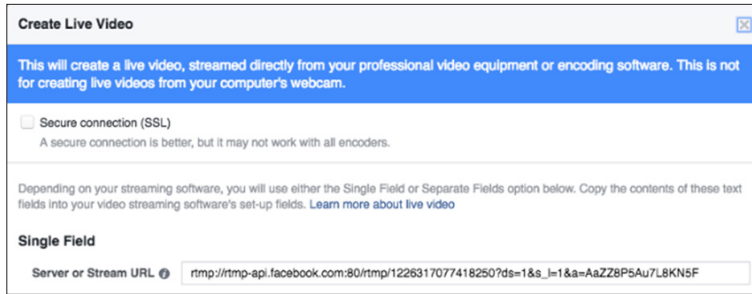 Create Live Video
This will create a live video, streamed directly from your professional video equipment or encoding software. This is not
for creating live videos from your computer's webcam.
Secure connection (SSL)
A secure connection is better, but it may not work with all encoders.
Depending on your streaming software, you will use either the Single Field or Separate Fields option below. Copy the contents of these text
fields into your video streaming software's set-up fields. Learn more about live video
Single Field
Server or Stream URL rtmp://rtmp-api.facebook.com:80/rtmp/1226317077418250?ds=1&s_l=1&a=AaZZ8P5Au7L8KN5F